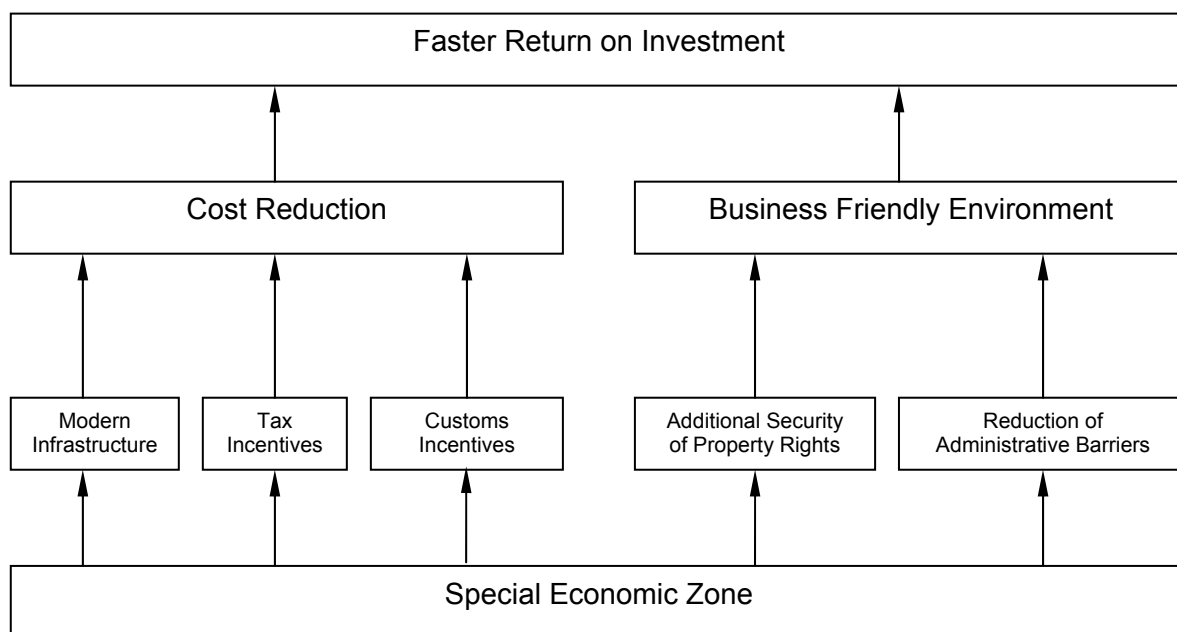 Faster Return on Investment
Cost Reduction
Business Friendly Environment
Modern
Infrastructure
Tax
Incentives
Customs
Incentives
Additional Security
of Property Rights
Reduction of
Administrative Barriers
Special Economic Zone